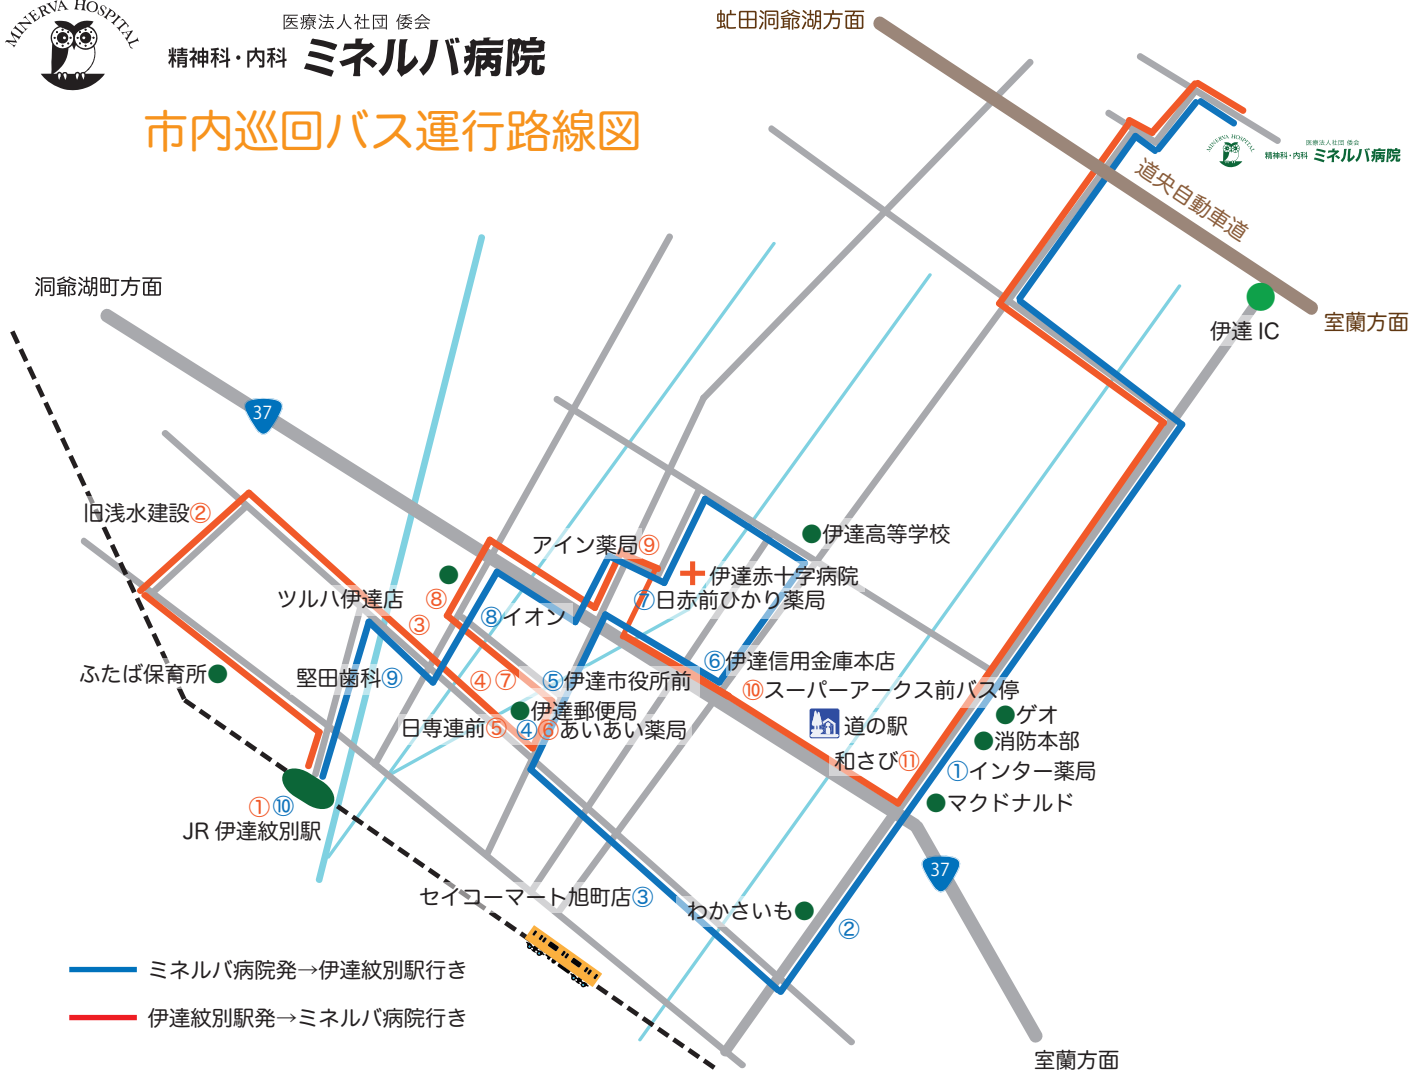 MINERVA HOSPITAL
医療法人社団 倭会
精神科・内科 ミネルバ病院
市内巡回バス運行路線図
虻田洞爺湖方面
MINERVA HOSPITAL
医療法人社団 倭会
精神科・内科 ミネルバ病院
道央自動車道
洞爺湖町方面
室蘭方面
伊達 IC
37
旧浅水建設②
アイン薬局⑨
伊達高等学校
伊達赤十字病院
ツルハ伊達店
⑧
⑦日赤前ひかり薬局
③
⑧イオン
⑥伊達信用金庫本店
ふたば保育所
堅田歯科⑨
④⑦
⑤伊達市役所前
⑩スーパーアークス前バス停
伊達郵便局
ゲオ
日専連前⑤
④⑥あいあい薬局
道の駅
消防本部
和さび⑪
①インター薬局
①⑩
マクドナルド
JR 伊達紋別駅
37
セイコーマート旭町店③
わかさいも
②
ミネルバ病院発→伊達紋別駅行き
伊達紋別駅発→ミネルバ病院行き
室蘭方面